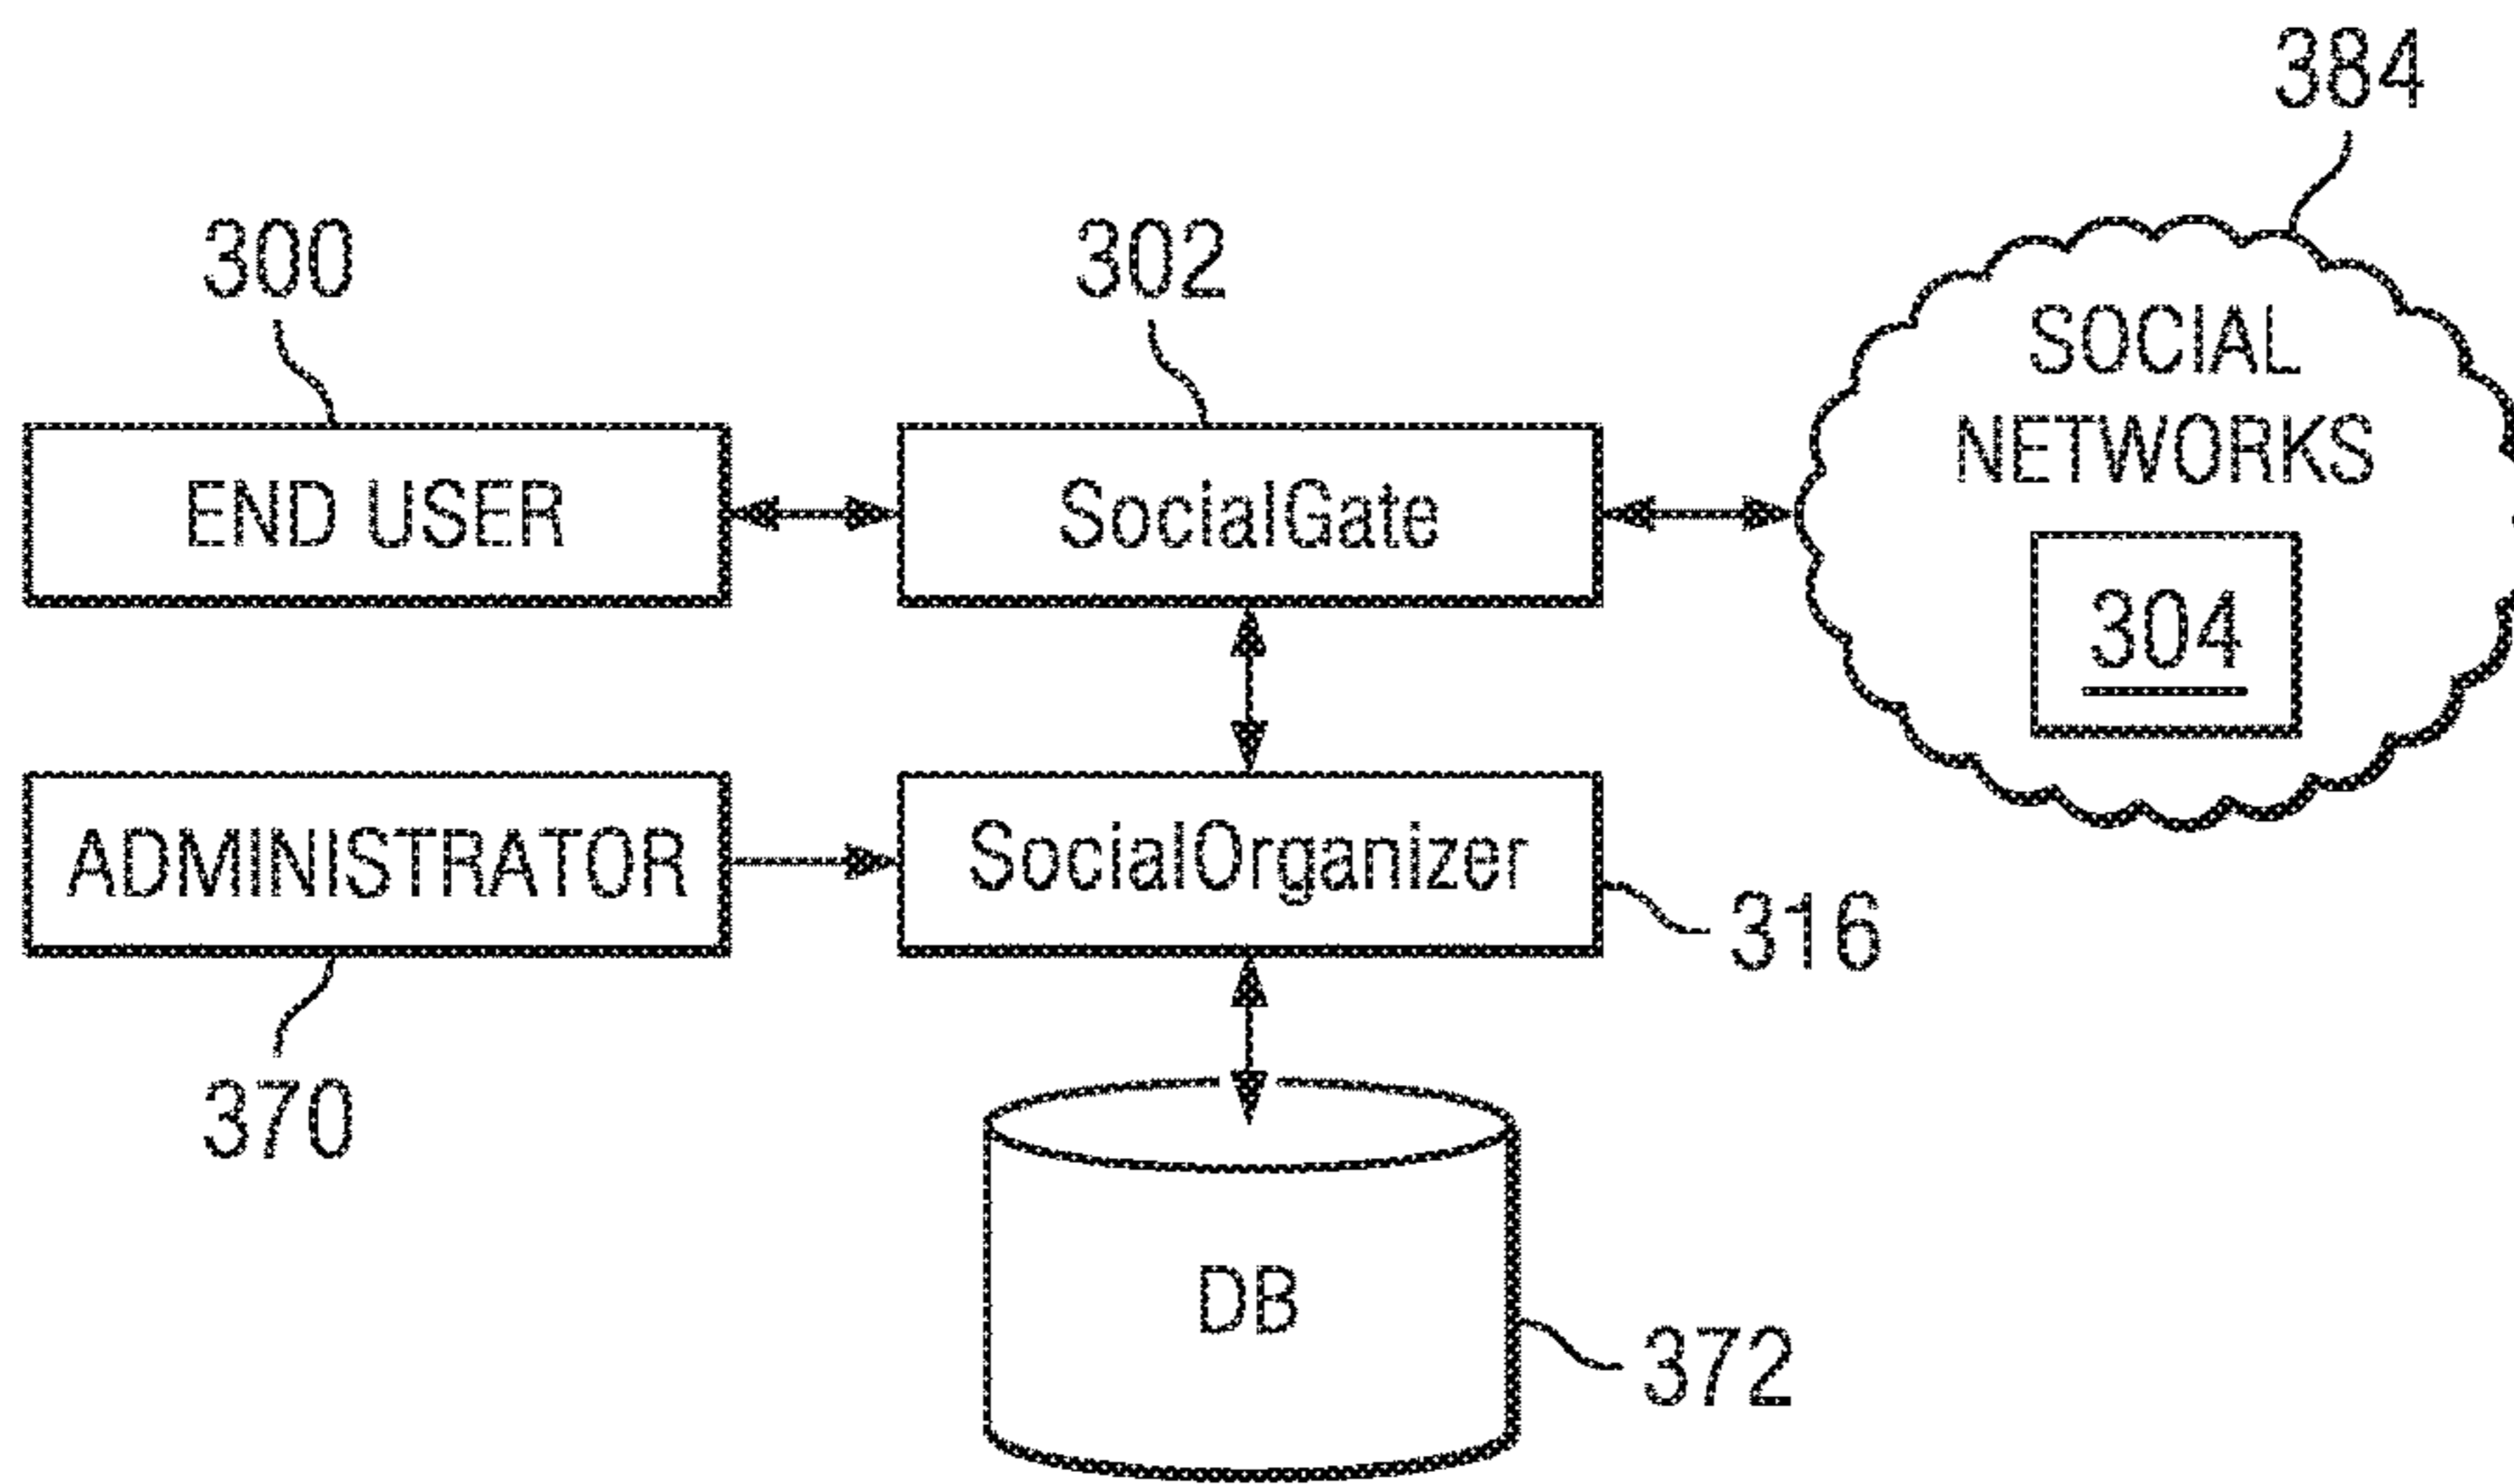 384
300
302
SOCIAL
NETWORKS
END USER
SocialGate
304
ADMINISTRATOR
SocialOrganizer
316
370
DB
372